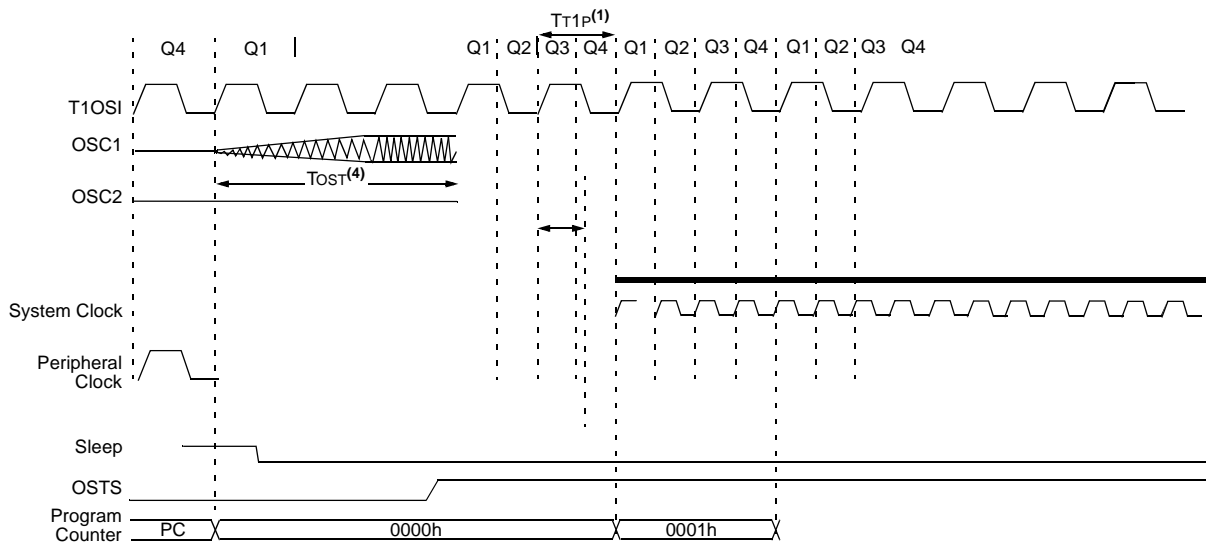 TT1P(1)
Q4 Q1 Q1 Q2 Q3 Q4 Q1 Q2 Q3 Q4 Q1 Q2 Q3 Q4
T1OSI
OSC1
TOST(4)
OSC2
System Clock
Peripheral
Clock
Sleep
OSTS
Program
Counter
PC 0000h 0001h